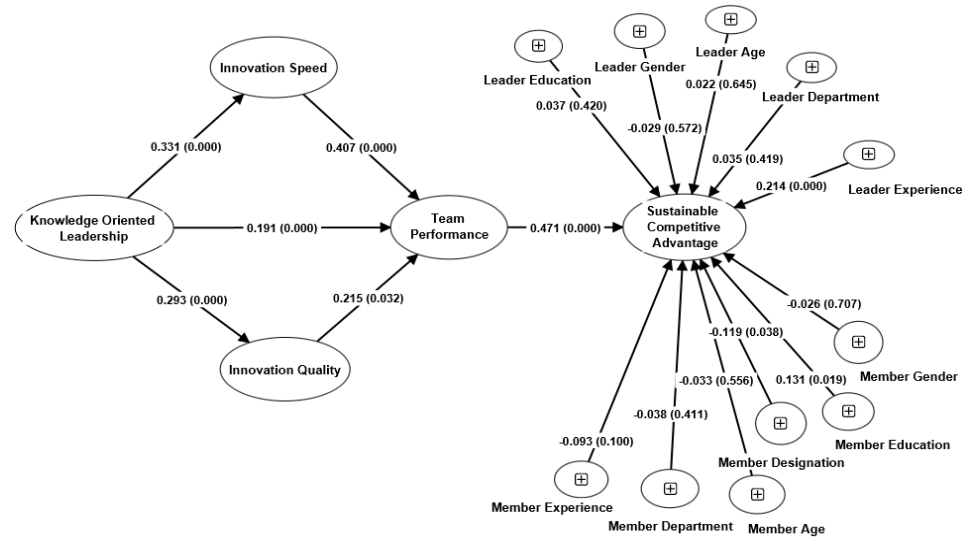 Innovation Speed
0.331 (0.000)
0.407 (0.000)
Knowledge Oriented
Leadership
0.191 (0.000)
Team
Performance
0.293 (0.000)
0.215 (0.032)
Innovation Quality
0.471 (0.000)
Sustainable
Competitive
Advantage
Leader Education
0.037 (0.420)
Leader Gender
-0.029 (0.572)
Leader Age
0.022 (0.645)
Leader Department
0.035 (0.419)
Leader Experience
0.214 (0.000)
-0.026 (0.707)
Member Gender
0.131 (0.019)
Member Education
-0.119 (0.038)
Member Designation
-0.033 (0.556)
Member Age
-0.038 (0.411)
Member Department
-0.093 (0.100)
Member Experience